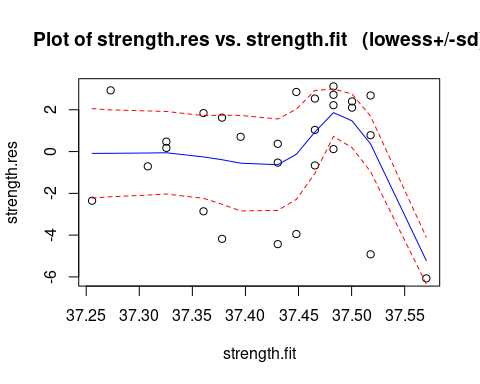 Plot of strength.res vs. strength.fit (lowess+/-sd)
strength.res
2
0
-2
-4
-6
37.25 37.30 37.35 37.40 37.45 37.50 37.55
strength.fit